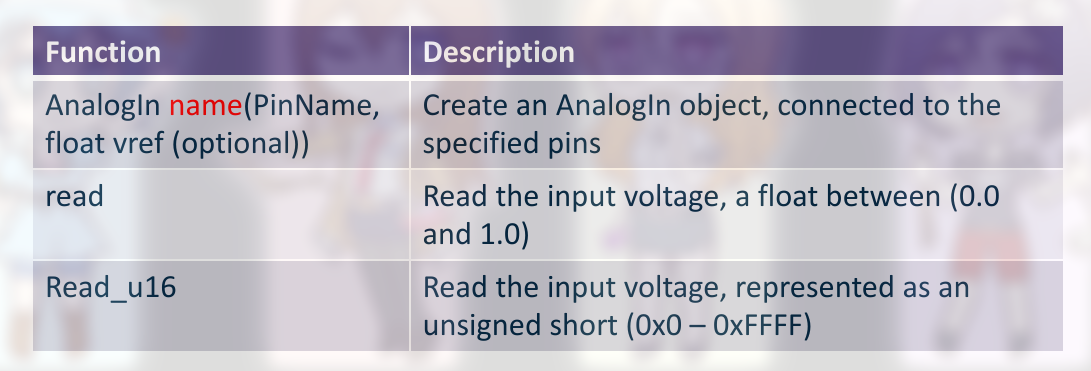 Function
Description
AnalogIn name(PinName,
float vref (optional))
Create an AnalogIn object, connected to the
specified pins
read
Read the input voltage, a float between (0.0
and 1.0)
Read_u16
Read the input voltage, represented as an
unsigned short (0x0 – 0xFFFF)